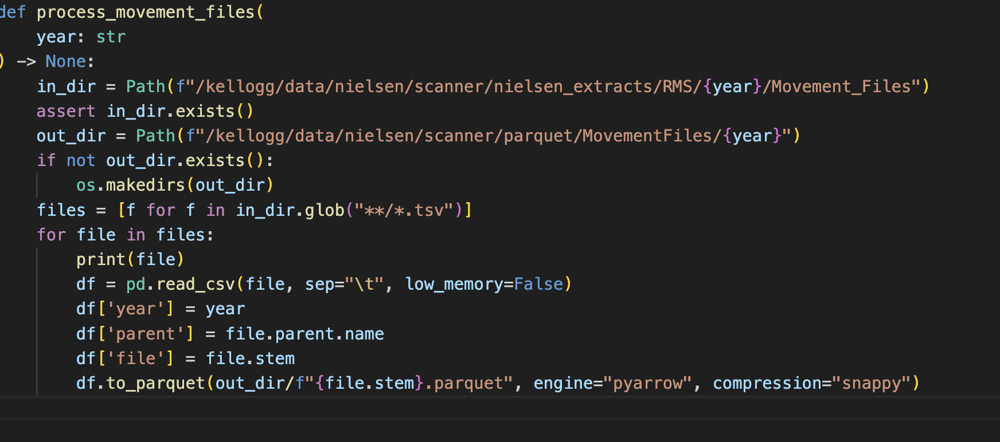 def process_movement_files(
    year: str
) -> None:
    in_dir = Path(f"/kellogg/data/nielsen/scanner/nielsen_extracts/RMS/{year}/Movement_Files")
    assert in_dir.exists()
    out_dir = Path(f"/kellogg/data/nielsen/scanner/parquet/MovementFiles/{year}")
    if not out_dir.exists():
        os.makedirs(out_dir)
    files = [f for f in in_dir.glob("**/*.tsv")]
    for file in files:
        print(file)
        df = pd.read_csv(file, sep="\t", low_memory=False)
        df['year'] = year
        df['parent'] = file.parent.name
        df['file'] = file.stem
        df.to_parquet(out_dir/f"{file.stem}.parquet", engine="pyarrow", compression="snappy")